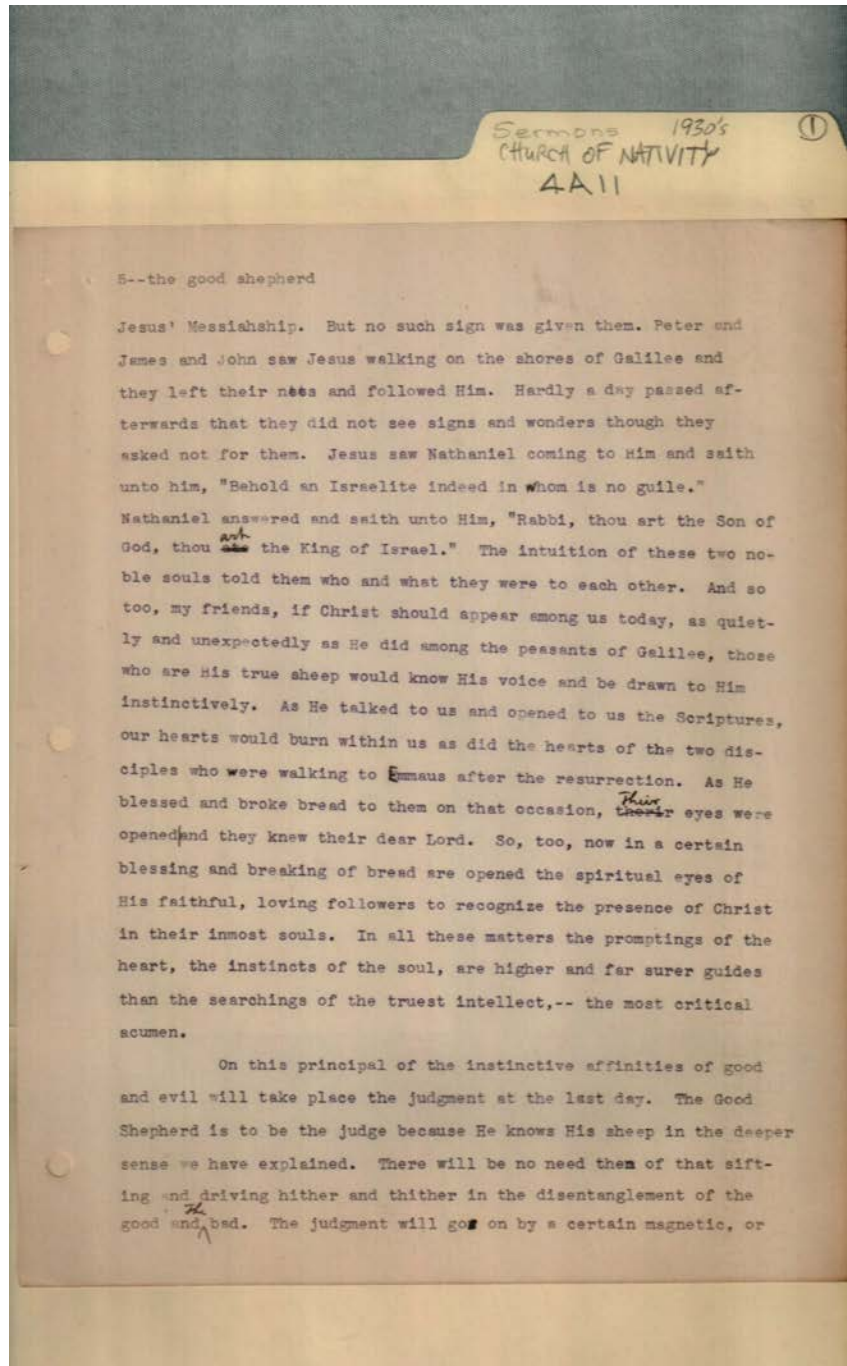 Sermons 1930's ①
CHURCH OF NATIVITY
4A11
5--the good shepherd
Jesus' Messiahship. But no such sign was given them. Peter and
James and John saw Jesus walking on the shores of Galilee and
they left their nets and followed Him. Hardly a day passed af-
terwards that they did not see signs and wonders though they
asked not for them. Jesus saw Nathaniel coming to Him and saith
unto him, "Behold an Israelite indeed in whom is no guile."
Nathaniel answered and saith unto Him, "Rabbi, thou art the Son of
God, thou art the King of Israel." The intuition of these two no-
ble souls told them who and what they were to each other. And so
too, my friends, if Christ should appear among us today, as quiet-
ly and unexpectedly as He did among the peasants of Galilee, those
who are His true sheep would know His voice and be drawn to Him
instinctively. As He talked to us and opened to us the Scriptures,
our hearts would burn within us as did the hearts of the two dis-
ciples who were walking to Emmaus after the resurrection. As He
blessed and broke bread to them on that occasion, their eyes were
opened and they knew their dear Lord. So, too, now in a certain
blessing and breaking of bread are opened the spiritual eyes of
His faithful, loving followers to recognize the presence of Christ
in their inmost souls. In all these matters the promptings of the
heart, the instincts of the soul, are higher and far surer guides
than the searchings of the truest intellect,-- the most critical
acumen.
On this principal of the instinctive affinities of good
and evil will take place the judgment at the last day. The Good
Shepherd is to be the judge because He knows His sheep in the deeper
sense we have explained. There will be no need then of that sift-
ing and driving hither and thither in the disentanglement of the
good and the bad. The judgment will go on by a certain magnetic, or